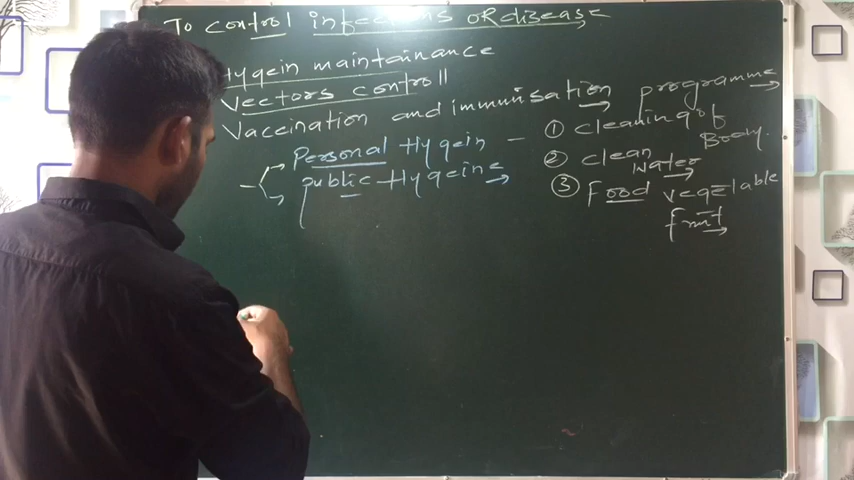 To control infections OR disease
Hygein maintainance
Vectors controll
Vaccination and immunisation programme
Personal Hygein -
public Hygeine
① cleaning of
Body..
② clean
water
③ Food vegetable
fruit